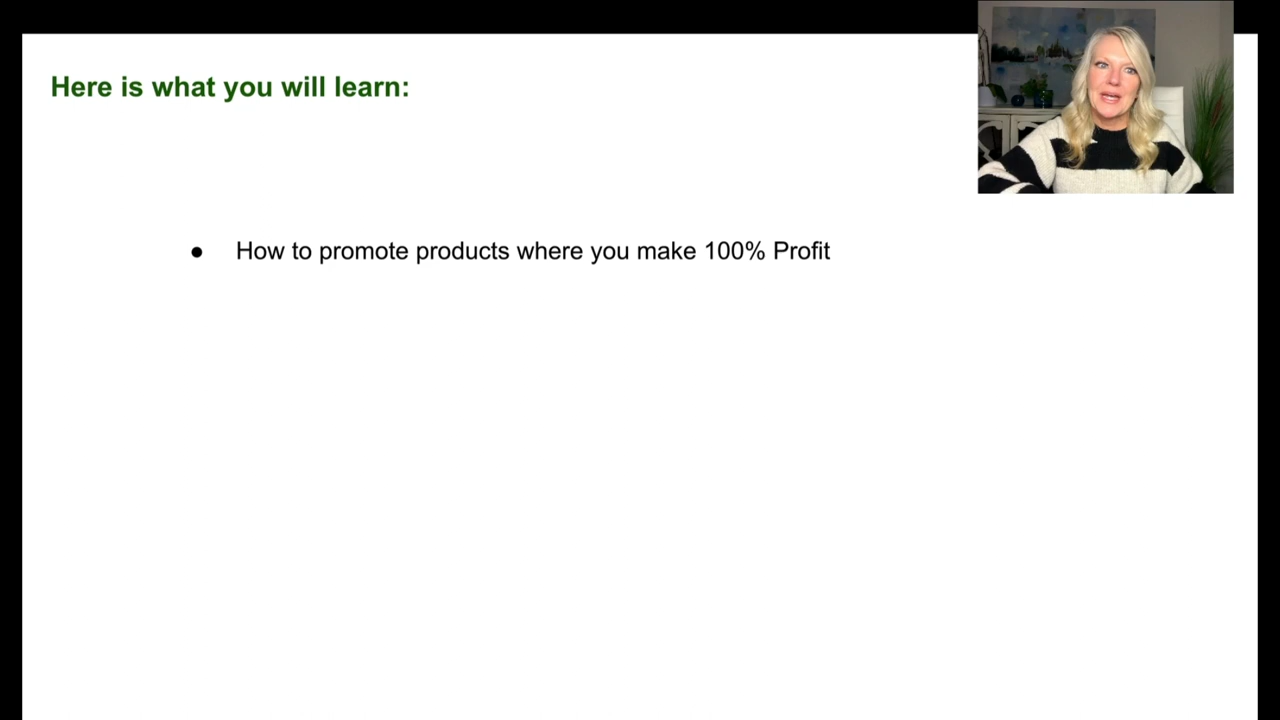 Here is what you will learn:
● How to promote products where you make 100% Profit